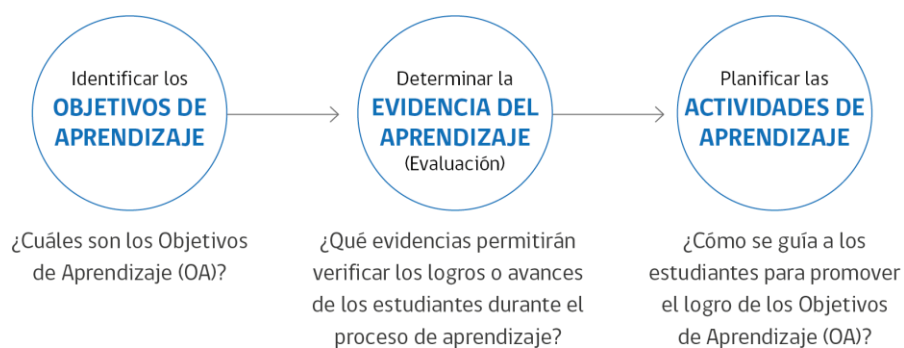 Identificar los
OBJETIVOS DE
APRENDIZAJE
Determinar la
EVIDENCIA DEL
APRENDIZAJE
(Evaluación)
Planificar las
ACTIVIDADES DE
APRENDIZAJE
¿Cuáles son los Objetivos
de Aprendizaje (OA)?
¿Qué evidencias permitirán
verificar los logros o avances
de los estudiantes durante el
proceso de aprendizaje?
¿Cómo se guía a los
estudiantes para promover
el logro de los Objetivos
de Aprendizaje (OA)?